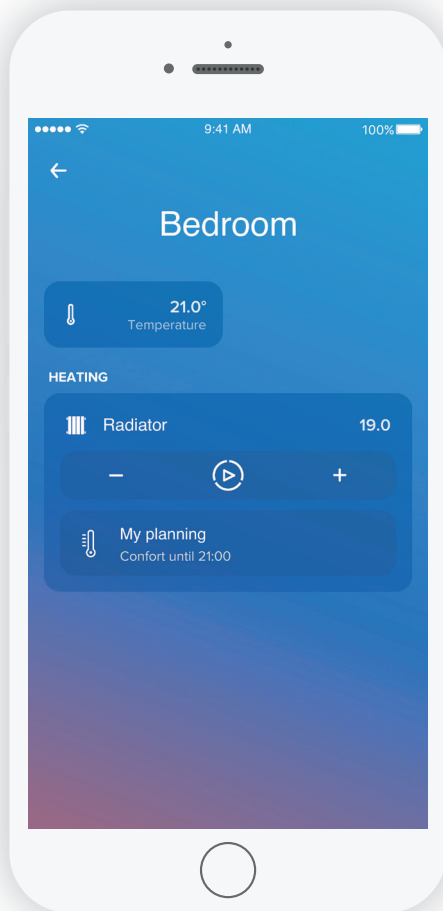 9:41 AM
100%
Bedroom
21.0°
Temperature
HEATING
Radiator
19.0
−
+
My planning
Confort until 21:00